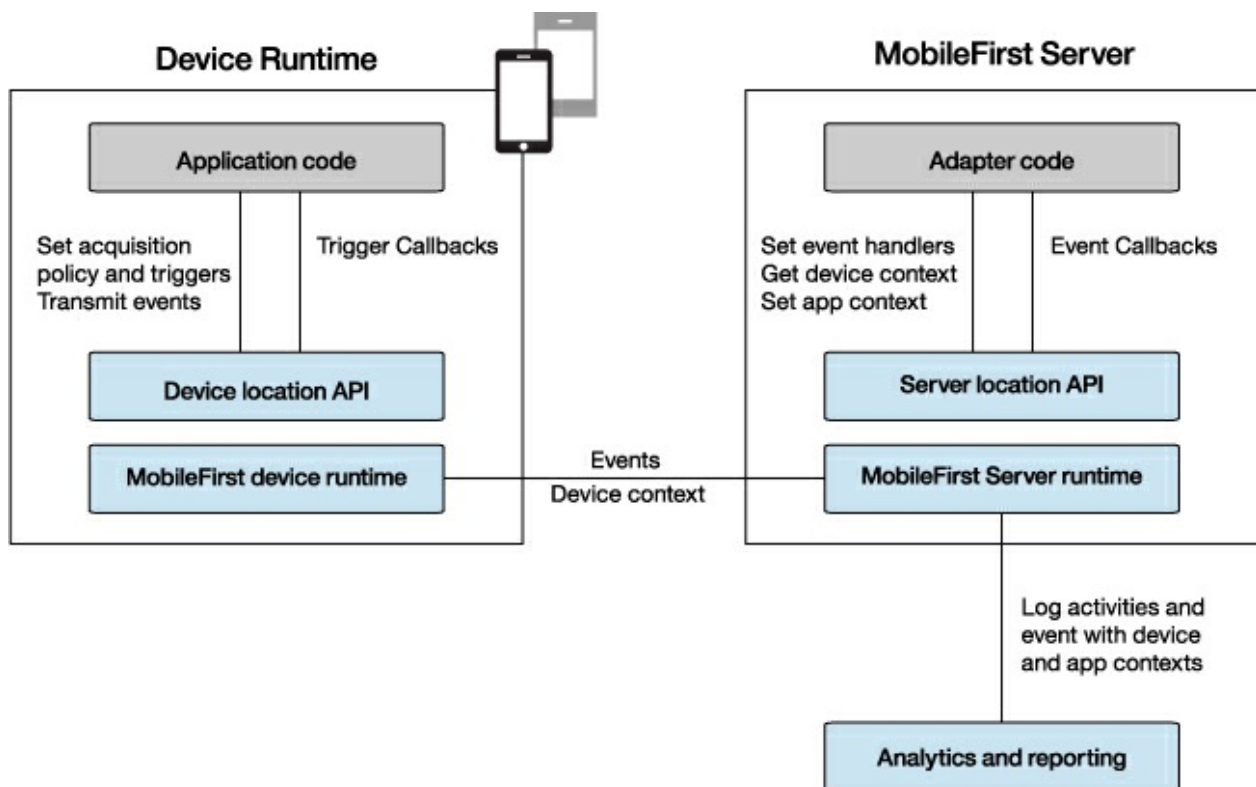 Device Runtime
MobileFirst Server
Application code
Set acquisition
policy and triggers
Transmit events
Trigger Callbacks
Device location API
MobileFirst device runtime
Events
Device context
Adapter code
Set event handlers
Get device context
Set app context
Event Callbacks
Server location API
MobileFirst Server runtime
Log activities and
event with device
and app contexts
Analytics and reporting